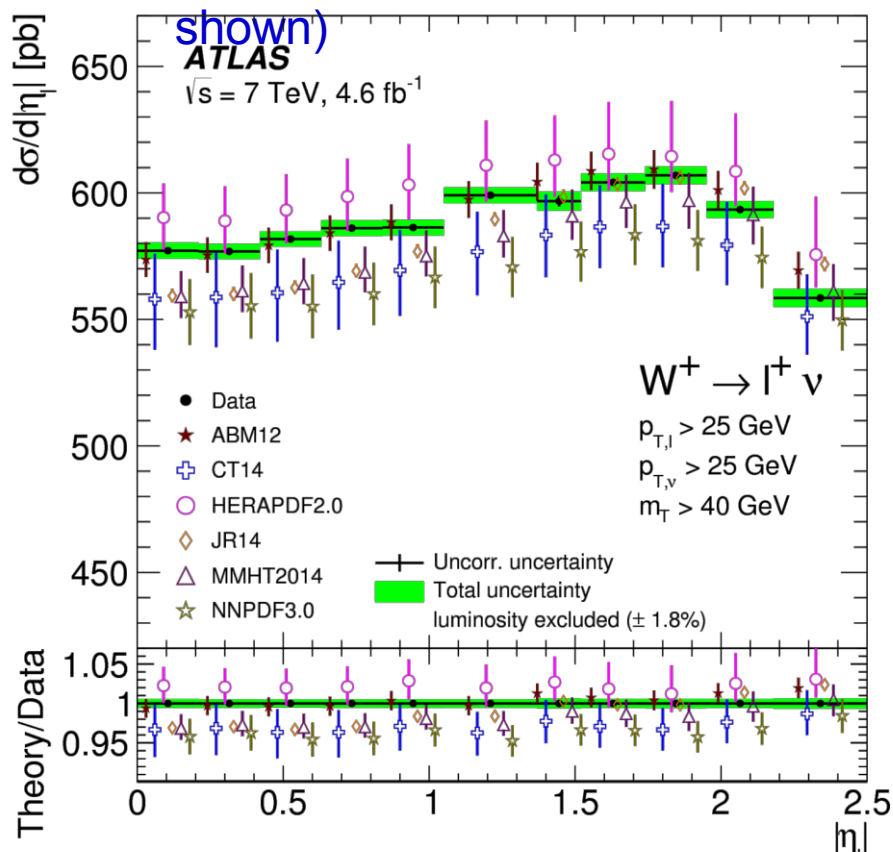 shown)
ATLAS
√s = 7 TeV, 4.6 fb⁻¹
dσ/d|ηₗ| [pb]
650
600
550
500
450
W⁺ → l⁺ ν
p_T,l > 25 GeV
p_T,ν > 25 GeV
m_T > 40 GeV
Data
ABM12
CT14
HERAPDF2.0
JR14
MMHT2014
NNPDF3.0
Uncorr. uncertainty
Total uncertainty
luminosity excluded (± 1.8%)
Theory/Data
1.05
1
0.95
0 0.5 1 1.5 2 2.5
|ηₗ|